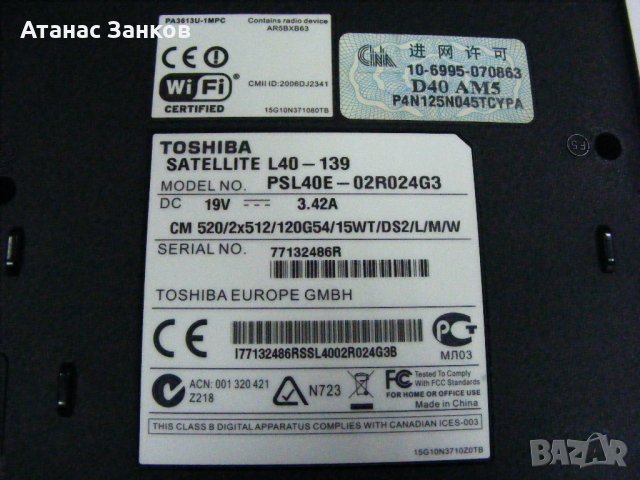 Атанас Занков
PA3613U-1MPC
Contains radio device
AR5BXB63
Wi Fi
CERTIFIED
CMII ID:2006DJ2341
15G10N371080TB
CNA
进网许可
10-6995-070863
D40 AM5
P4N125N045TCYPA
FS
TOSHIBA
SATELLITE L40-139
MODEL NO. PSL40E-02R024G3
DC 19V 3.42A
CM 520/2x512/120G54/15WT/DS2/L/M/W
SERIAL NO. 77132486R
TOSHIBA EUROPE GMBH
CE
I77132486RSSL4002R024G3B
РСТ
МЛ03
ACN: 001 320 421
Z218
N723
FC
Tested To Comply
With FCC Standards
FOR HOME OR OFFICE USE
Made in China
THIS CLASS B DIGITAL APPARATUS COMPLIES WITH CANADIAN ICES-003
15G10N3710Z0TB
BAZAR